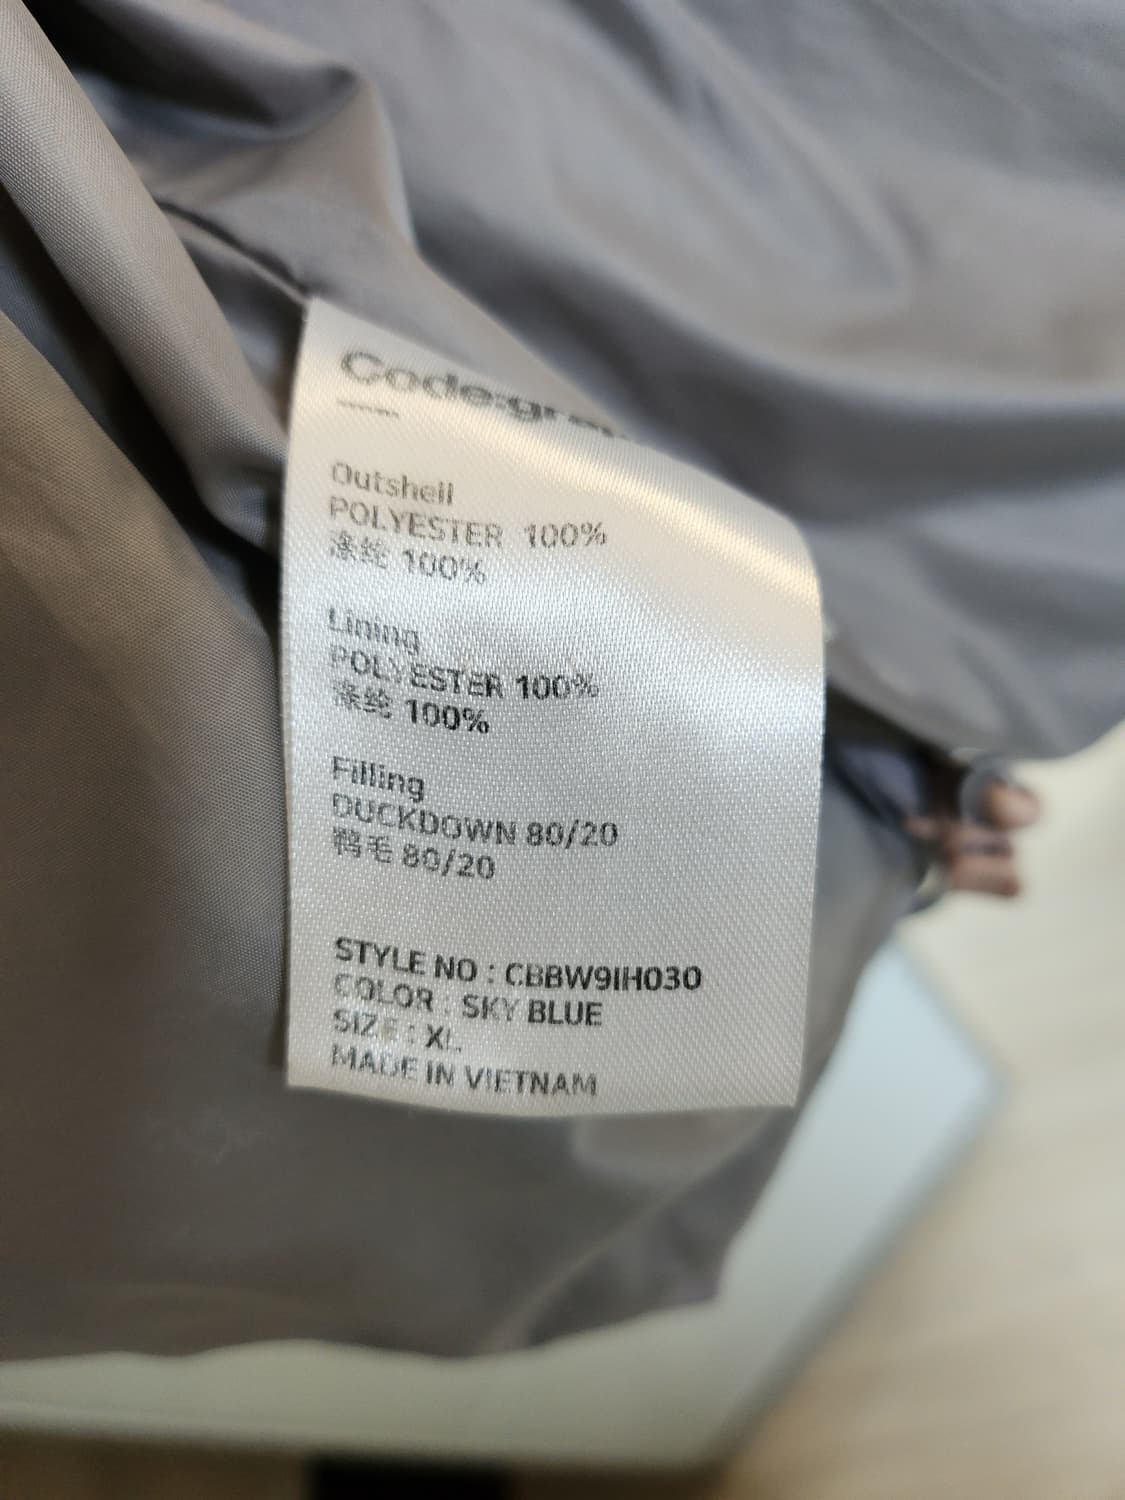 Outshell
POLYESTER 100%
涤纶 100%
Lining
POLYESTER 100%
涤纶 100%
Filling
DUCKDOWN 80/20
鸭毛 80/20
STYLE NO : CBBW9IH030
COLOR : SKY BLUE
SIZE : XL
MADE IN VIETNAM